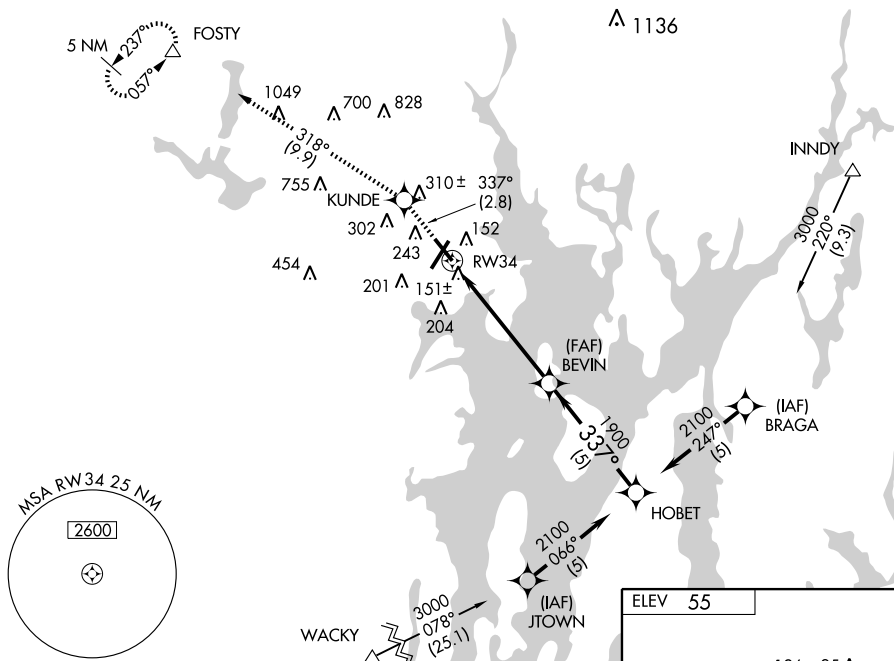 1136
5 NM
237°
057°
FOSTY
1049
700
828
318°
(9.9)
755
KUNDE
310 ±
337°
(2.8)
302
243
152
RW34
454
201
151±
204
INNDY
3000
220°
(9.3)
(FAF)
BEVIN
1900
337°
(5)
2100
247°
(5)
(IAF)
BRAGA
HOBET
2100
066°
(5)
(IAF)
JTOWN
WACKY
3000
078°
(25.1)
MSA RW34 25 NM
2600
ELEV 55